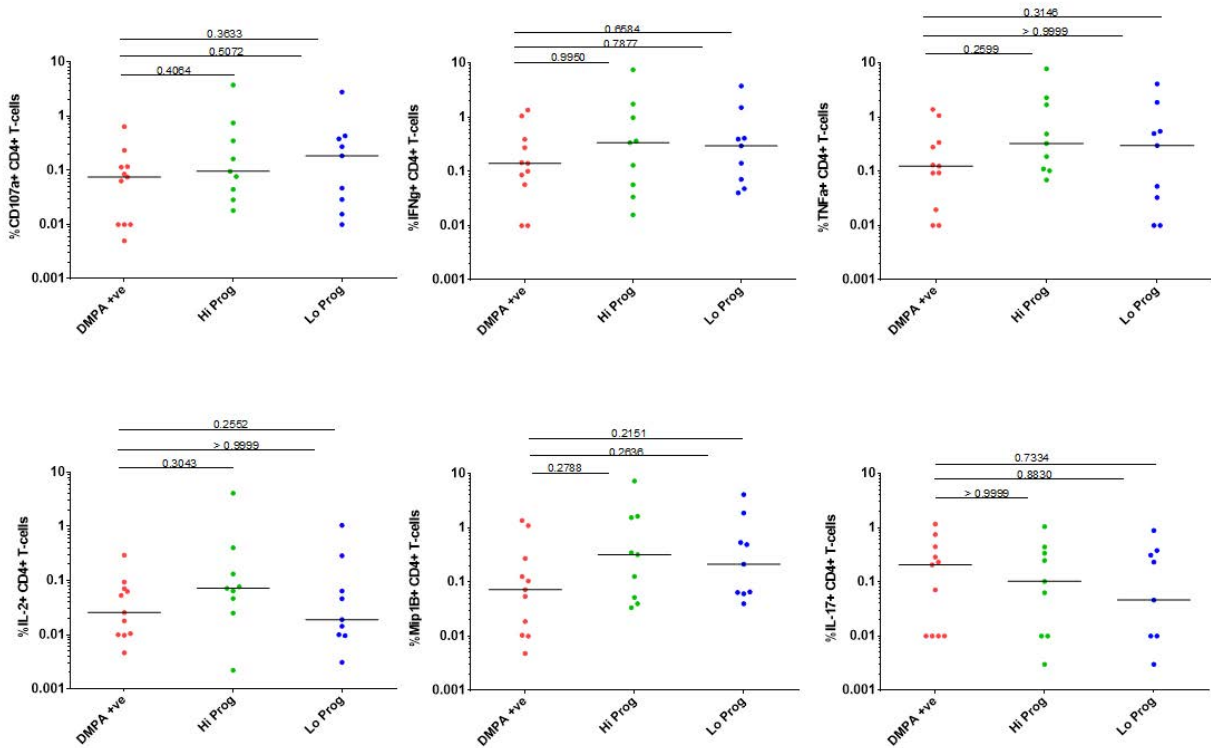 0.3633
0.5072
0.4064
10
1
0.1
0.01
0.001
%CD107a+ CD4+ T-cells
DMPA +ve
Hi Prog
Lo Prog
0.6584
0.7877
0.9950
10
1
0.1
0.01
0.001
%IFNg+ CD4+ T-cells
DMPA +ve
Hi Prog
Lo Prog
0.3146
> 0.9999
0.2599
10
1
0.1
0.01
0.001
%TNFa+ CD4+ T-cells
DMPA +ve
Hi Prog
Lo Prog
0.2552
> 0.9999
0.3043
10
1
0.1
0.01
0.001
%IL-2+ CD4+ T-cells
DMPA +ve
Hi Prog
Lo Prog
0.2151
0.2636
0.2788
10
1
0.1
0.01
0.001
%Mip1B+ CD4+ T-cells
DMPA +ve
Hi Prog
Lo Prog
0.7334
0.8830
> 0.9999
10
1
0.1
0.01
0.001
%IL-17+ CD4+ T-cells
DMPA +ve
Hi Prog
Lo Prog